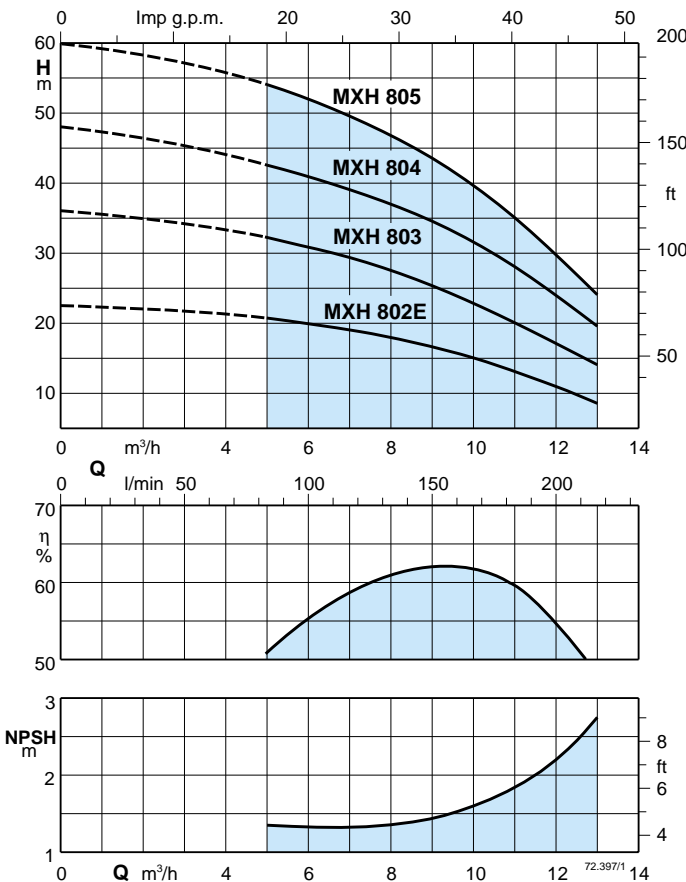 0 Imp g.p.m. 20 30 40 50
60 200
H
m
50 MXH 805
150
40 MXH 804
ft
MXH 803
30 100
MXH 802E
20
50
10
0 m³/h 4 6 8 10 12 14
Q
0 l/min 50 100 150 200
70
η
%
60
50
3
NPSH
m 8
ft
2 6
4
1
0 Q m³/h 4 6 8 10 12 72.397/1 14